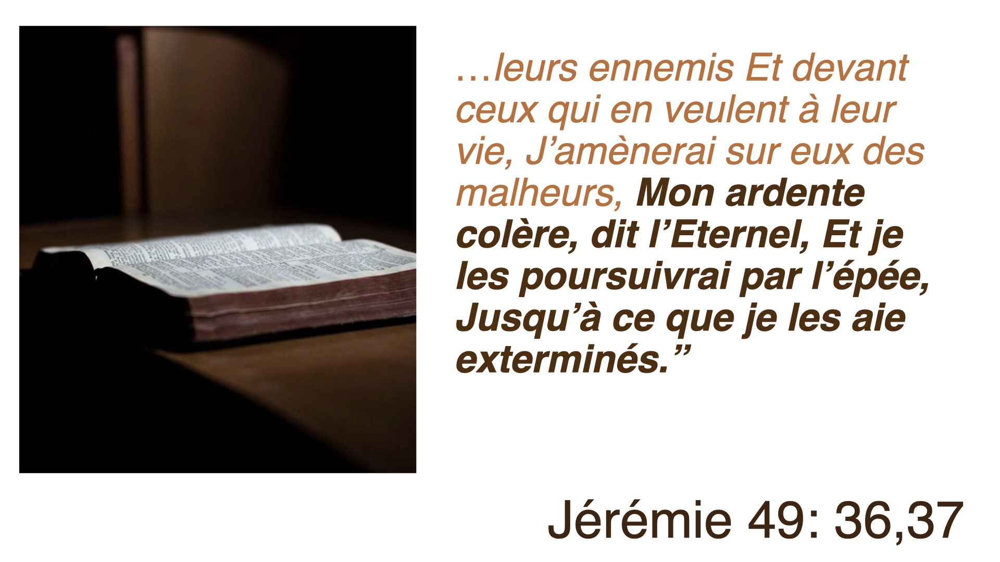 …leurs ennemis Et devant
ceux qui en veulent à leur
vie, J’amènerai sur eux des
malheurs, Mon ardente
colère, dit l’Eternel, Et je
les poursuivrai par l’épée,
Jusqu’à ce que je les aie
exterminés.”
Jérémie 49: 36,37